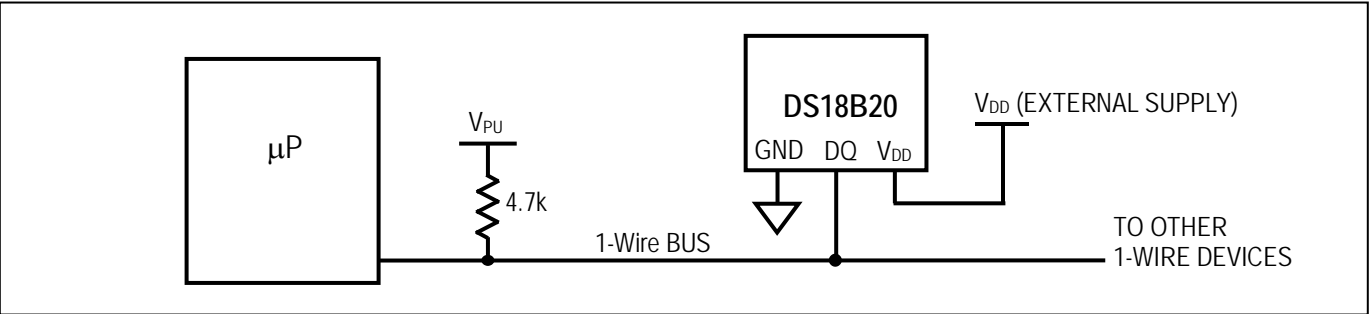 μP
VPU
4.7k
1-Wire BUS
DS18B20
GND DQ VDD
VDD (EXTERNAL SUPPLY)
TO OTHER
1-WIRE DEVICES